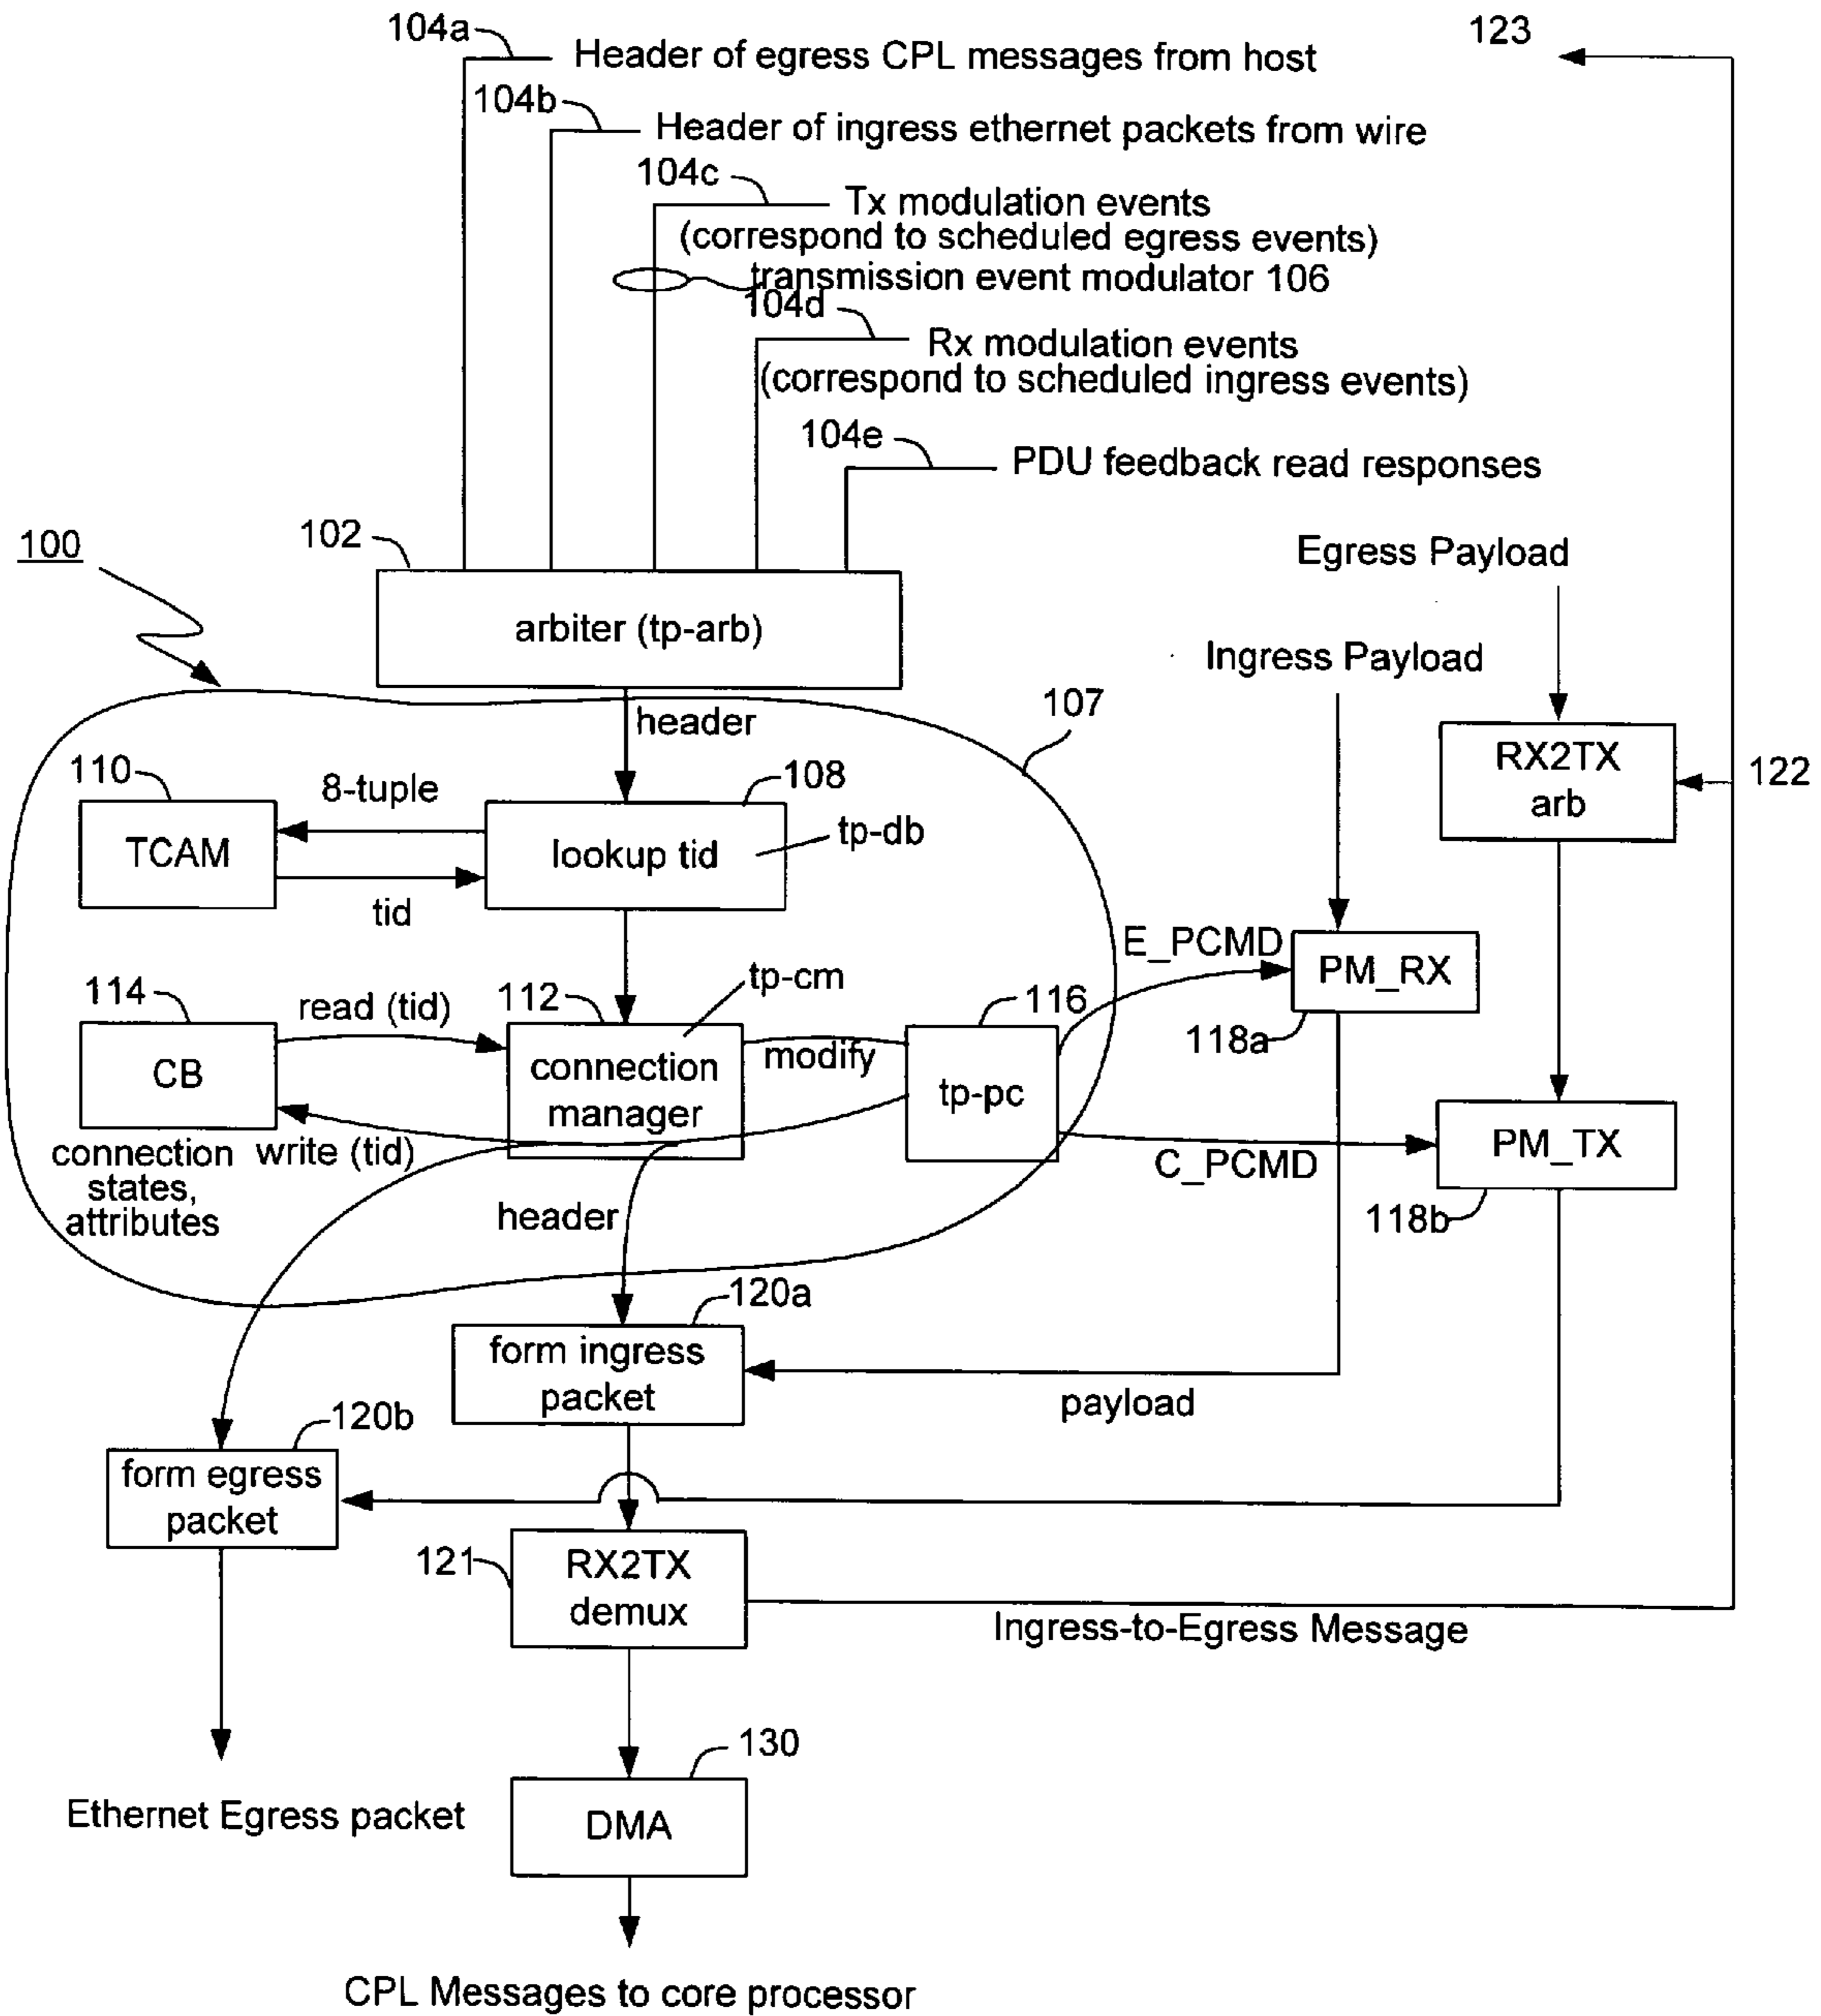 104a
Header of egress CPL messages from host
123
104b
Header of ingress ethernet packets from wire
104c
Tx modulation events
(correspond to scheduled egress events)
transmission event modulator 106
104d
Rx modulation events
(correspond to scheduled ingress events)
104e
PDU feedback read responses
100
102
arbiter (tp-arb)
Egress Payload
Ingress Payload
header
107
RX2TX
arb
122
110
TCAM
8-tuple
tid
108
lookup tid
tp-db
114
CB
read (tid)
write (tid)
connection
states,
attributes
112
tp-cm
connection
manager
modify
116
tp-pc
E_PCMD
PM_RX
118a
C_PCMD
PM_TX
118b
header
120a
form ingress
packet
payload
120b
form egress
packet
121
RX2TX
demux
Ingress-to-Egress Message
130
DMA
Ethernet Egress packet
CPL Messages to core processor